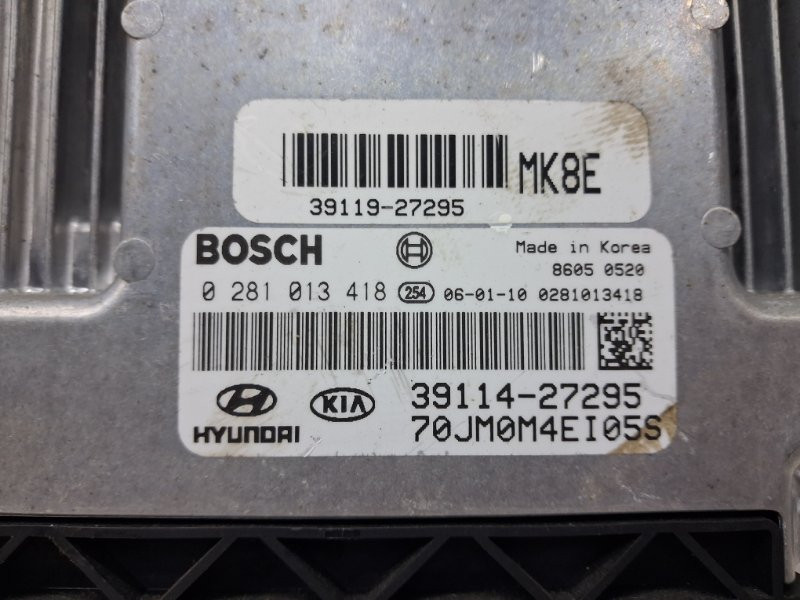 MK8E
39119-27295
BOSCH
Made in Korea
8605 0520
0 281 013 418 254 06-01-10 0281013418
39114-27295
HYUNDAI KIA
70JM0M4EI05S